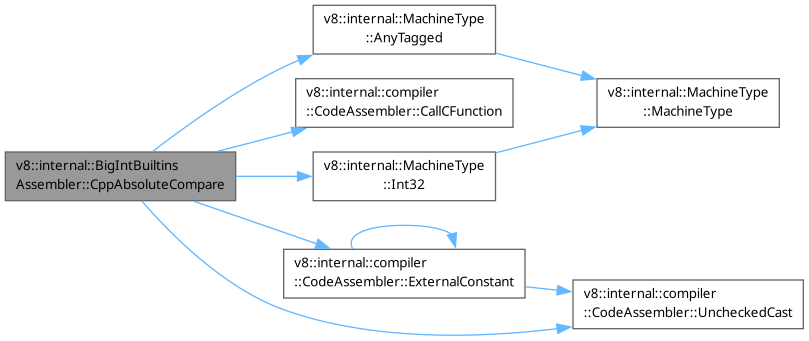 v8::internal::MachineType
::AnyTagged
v8::internal::compiler
::CodeAssembler::CallCFunction
v8::internal::MachineType
::MachineType
v8::internal::BigIntBuiltins
Assembler::CppAbsoluteCompare
v8::internal::MachineType
::Int32
v8::internal::compiler
::CodeAssembler::ExternalConstant
v8::internal::compiler
::CodeAssembler::UncheckedCast